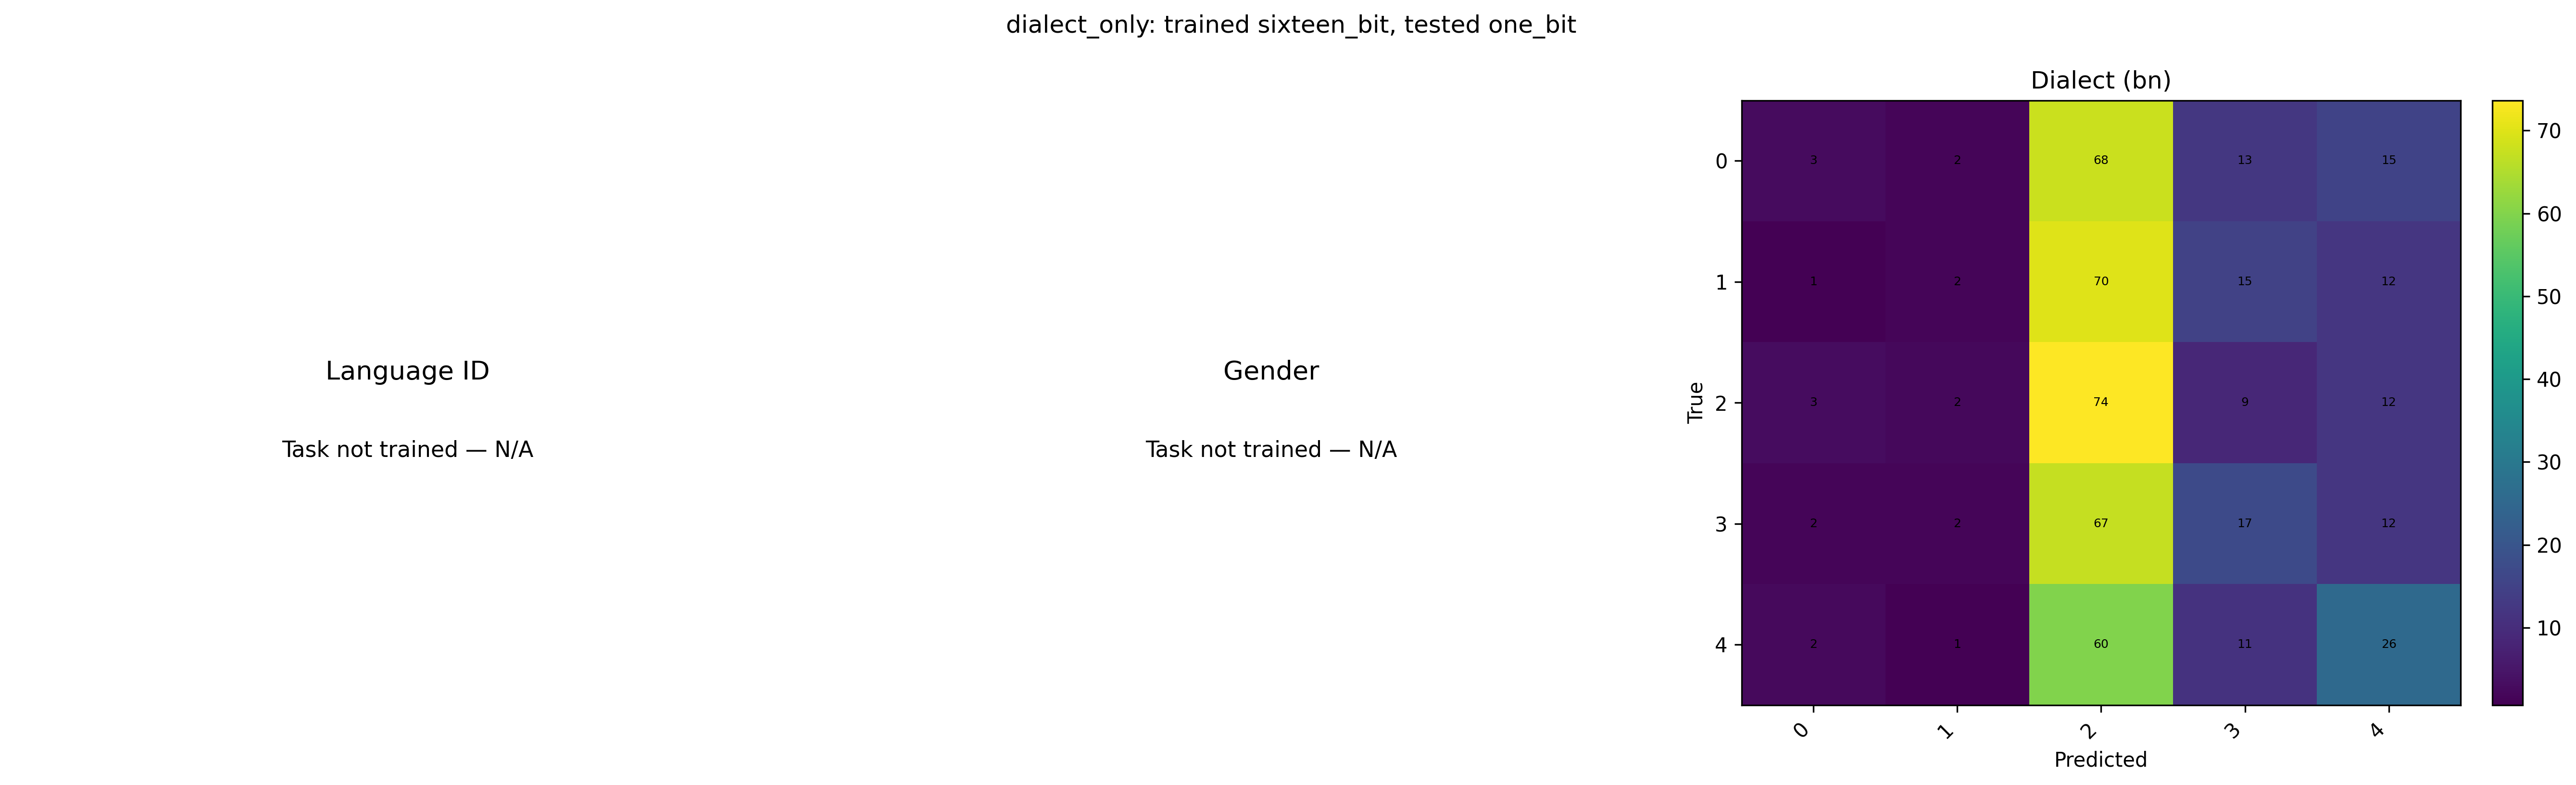 dialect_only: trained sixteen_bit, tested one_bit
Language ID
Task not trained — N/A
Gender
Task not trained — N/A
Dialect (bn)
True
0 3 2 68 13 15
1 1 2 70 15 12
2 3 2 74 9 12
3 2 2 67 17 12
4 2 1 60 11 26
0 1 2 3 4
Predicted
70
60
50
40
30
20
10